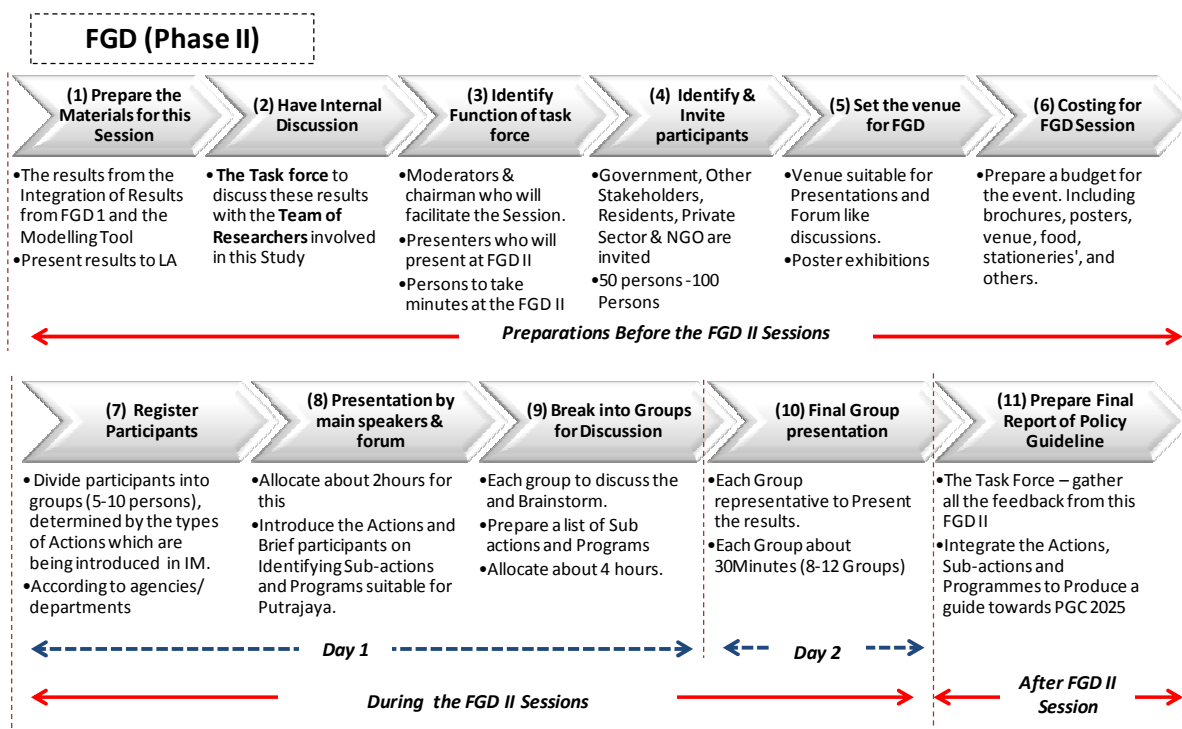 FGD (Phase II)
(1) Prepare the
Materials for this
Session
(2) Have Internal
Discussion
(3) Identify
Function of task
force
(4) Identify &
Invite
participants
(5) Set the venue
for FGD
(6) Costing for
FGD Session
•The results from the
Integration of Results
from FGD 1 and the
Modelling Tool
•Present results to LA
• The Task force to
discuss these results
with the Team of
Researchers involved
in this Study
•Moderators &
chairman who will
facilitate the Session.
•Presenters who will
present at FGD II
•Persons to take
minutes at the FGD II
•Government, Other
Stakeholders,
Residents, Private
Sector & NGO are
invited
•50 persons -100
Persons
•Venue suitable for
Presentations and
Forum like
discussions.
•Poster exhibitions
•Prepare a budget for
the event. Including
brochures, posters,
venue, food,
stationeries', and
others.
Preparations Before the FGD II Sessions
(7) Register
Participants
(8) Presentation by
main speakers &
forum
(9) Break into Groups
for Discussion
(10) Final Group
presentation
(11) Prepare Final
Report of Policy
Guideline
• Divide participants into
groups (5-10 persons),
determined by the types
of Actions which are
being introduced in IM.
•According to agencies/
departments
•Allocate about 2hours for
this
•Introduce the Actions and
Brief participants on
Identifying Sub-actions
and Programs suitable for
Putrajaya.
•Each group to discuss the
and Brainstorm.
•Prepare a list of Sub
actions and Programs
•Allocate about 4 hours.
•Each Group
representative to Present
the results.
•Each Group about
30Minutes (8-12 Groups)
•The Task Force – gather
all the feedback from this
FGD II
•Integrate the Actions,
Sub-actions and
Programmes to Produce a
guide towards PGC 2025
Day 1
Day 2
During the FGD II Sessions
After FGD II
Session